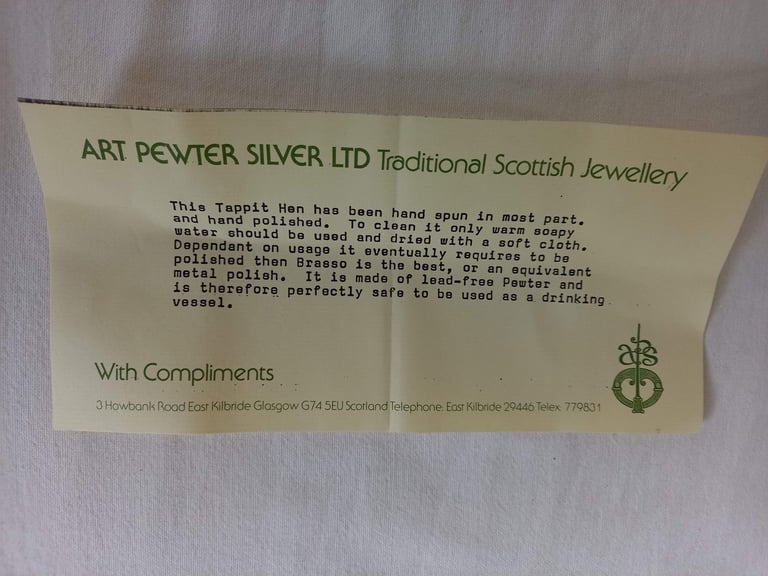 ART PEWTER SILVER LTD Traditional Scottish Jewellery
This Tappit Hen has been hand spun in most part.
and hand polished. To clean it only warm soapy
water should be used and dried with a soft cloth.
Dependant on usage it eventually requires to be
polished then Brasso is the best, or an equivalent
metal polish. It is made of lead-free Pewter and
is therefore perfectly safe to be used as a drinking
vessel.
aps
With Compliments
3 Hawbank Road East Kilbride Glasgow G74 5EU Scotland Telephone: East Kilbride 29446 Telex: 779831